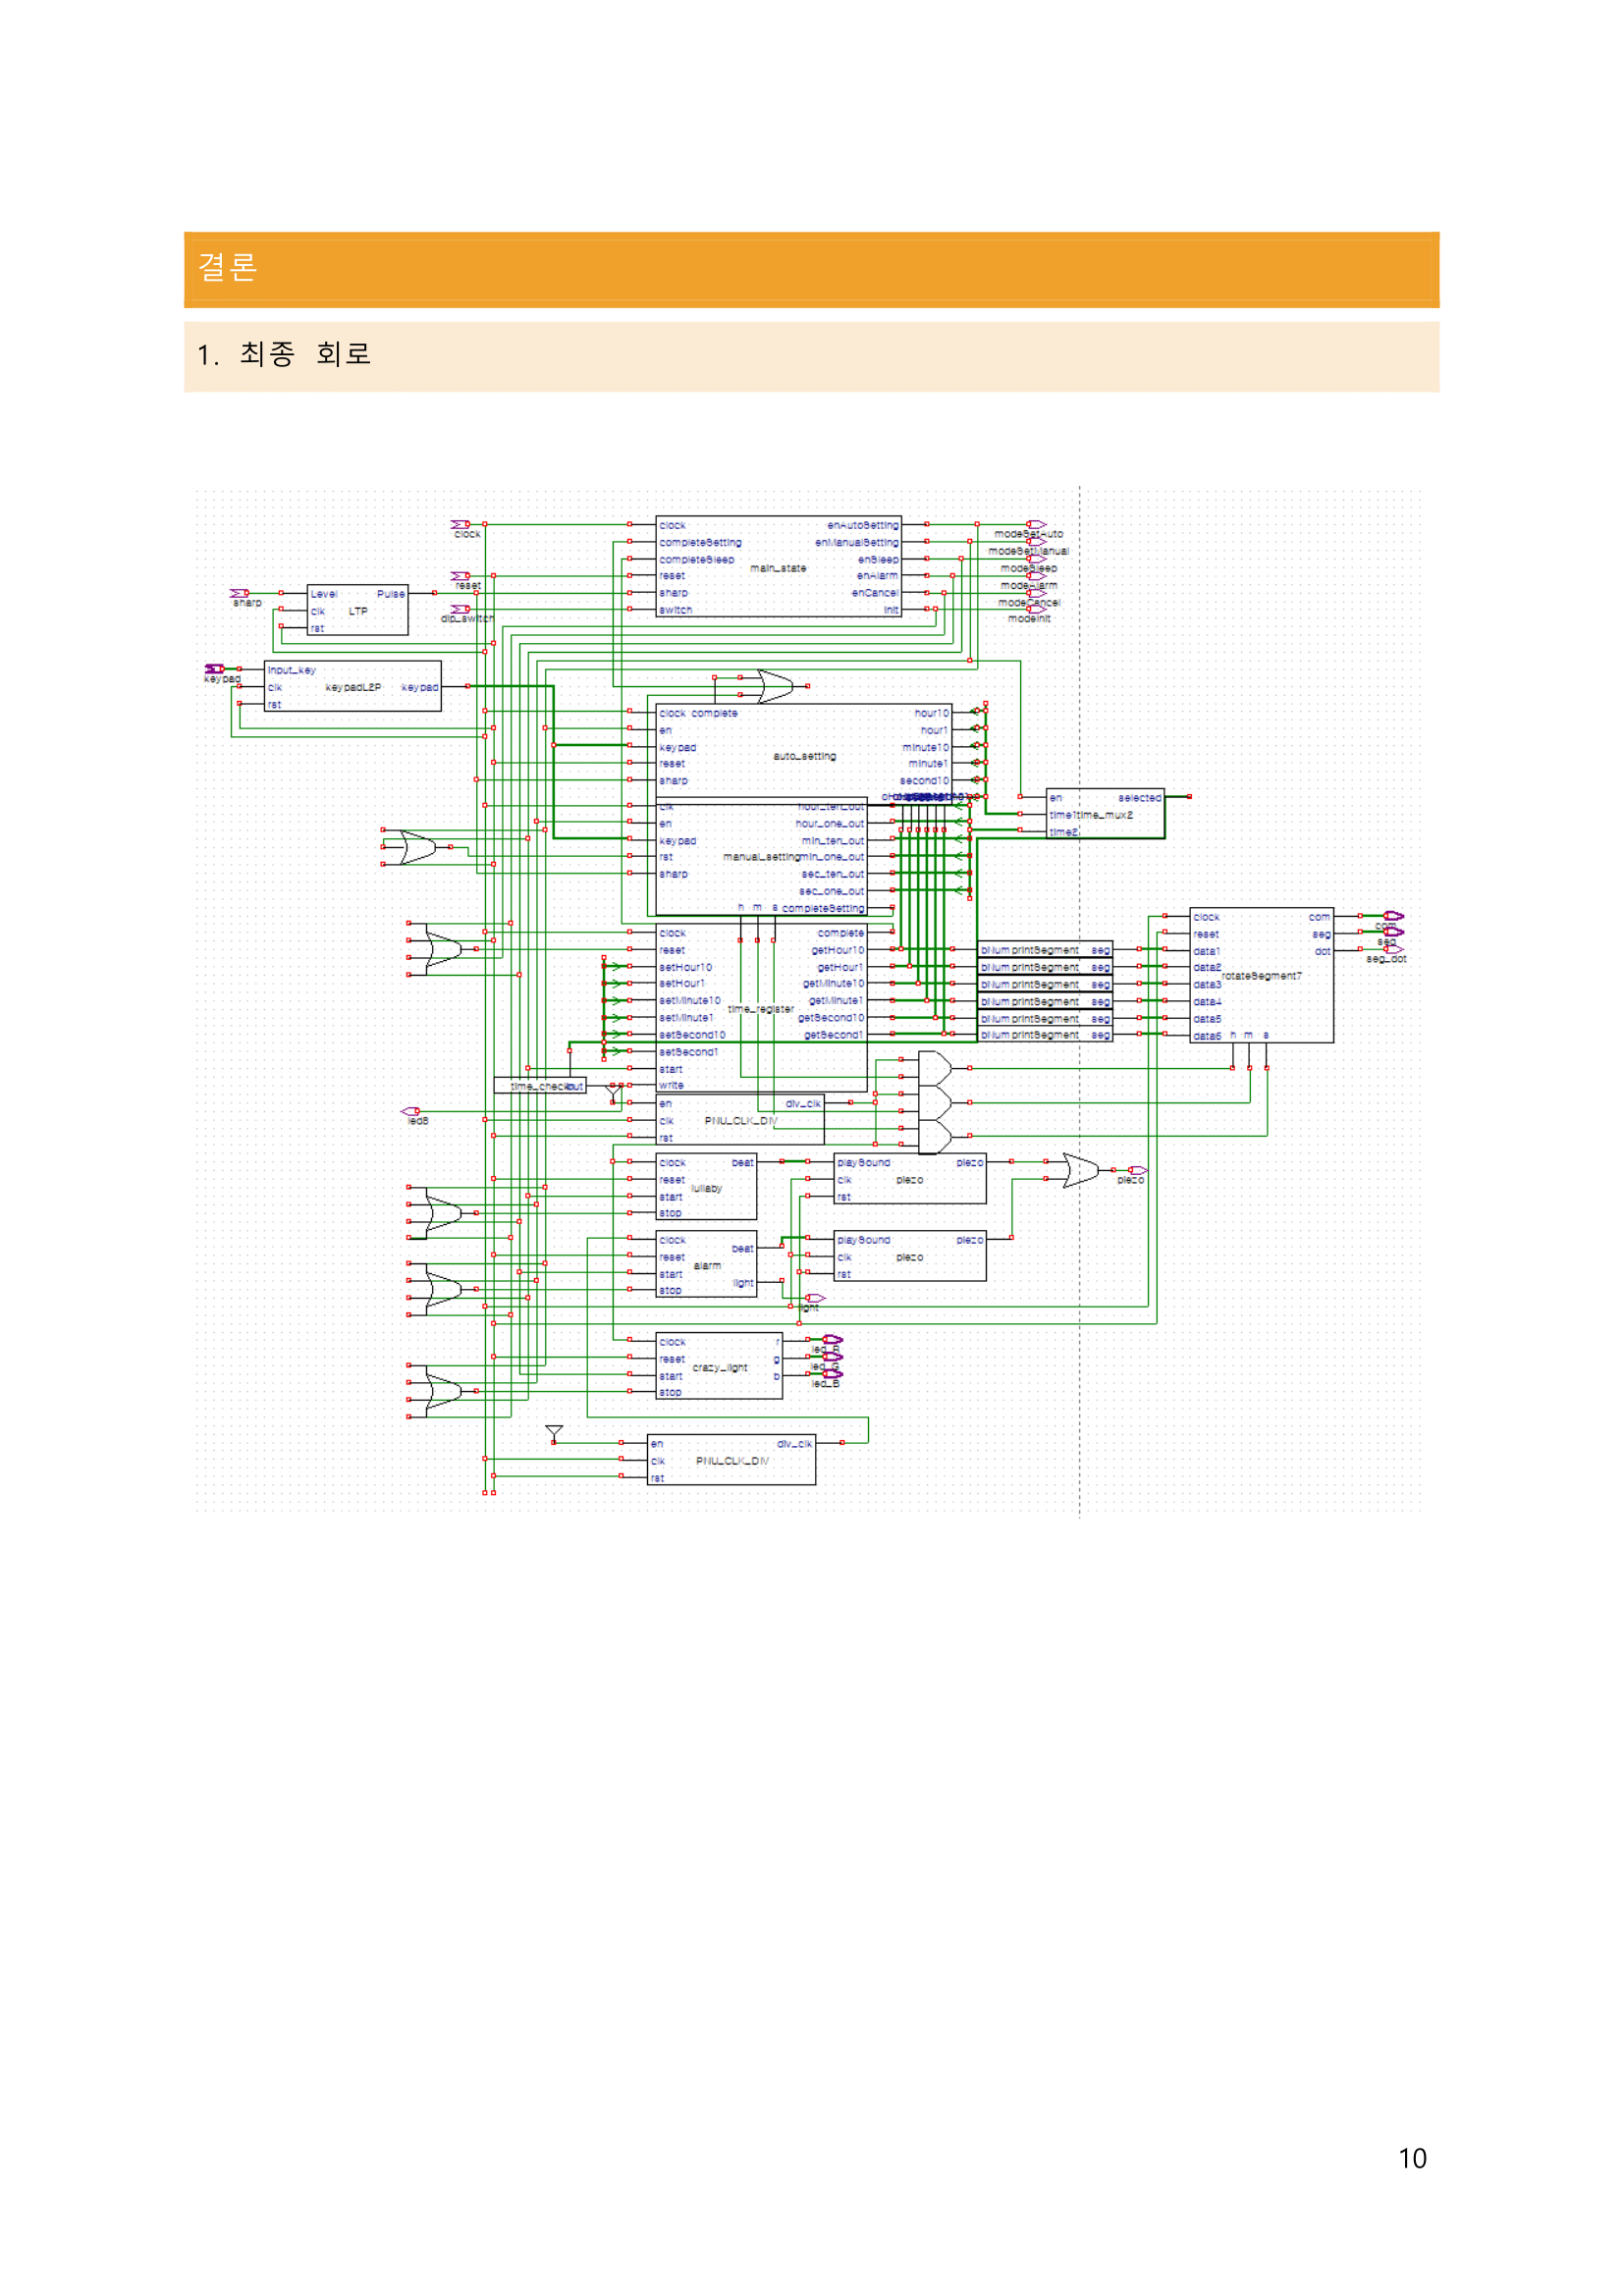 결론
1. 최종 회로
clock
reset
dip_switch
sharp
Level Pulse
clk LTP
rst
keypad
input_key
clk keypadL2P keypad
rst
clock enAutoSetting
completeSetting enManualSetting
completeSleep enSleep
main_state
reset enAlarm
sharp enCancel
switch init
modeSetAuto
modeSetManual
modeSleep
modeAlarm
modeCancel
modeInit
clock complete hour10
en hour1
keypad minute10
auto_setting
reset minute1
sharp second10
clk hour_ten_out
en hour_one_out
keypad min_ten_out
rst manual_setting min_one_out
sharp sec_ten_out
sec_one_out
h m s completeSetting
en selected
time1 time_mux2
time2
clock complete
reset getHour10
setHour10 getHour1
setHour1 getMinute10
setMinute10 getMinute1
time_register
setMinute1 getSecond10
setSecond10 getSecond1
setSecond1
start
write
time_check out
bNum printSegment seg
bNum printSegment seg
bNum printSegment seg
bNum printSegment seg
bNum printSegment seg
bNum printSegment seg
clock com
reset seg
data1 dot
data2
rotateSegment7
data3
data4
data5
data6 h m s
com
seg
seg_dot
led8
en div_clk
clk PNU_CLK_DIV
rst
clock beat
reset
lullaby
start
stop
playSound piezo
clk piezo
rst
piezo
clock
beat
reset
alarm
start
light
stop
playSound piezo
clk piezo
rst
light
clock r
reset g
crazy_light
start b
stop
led_R
led_G
led_B
en div_clk
clk PNU_CLK_DIV
rst
10